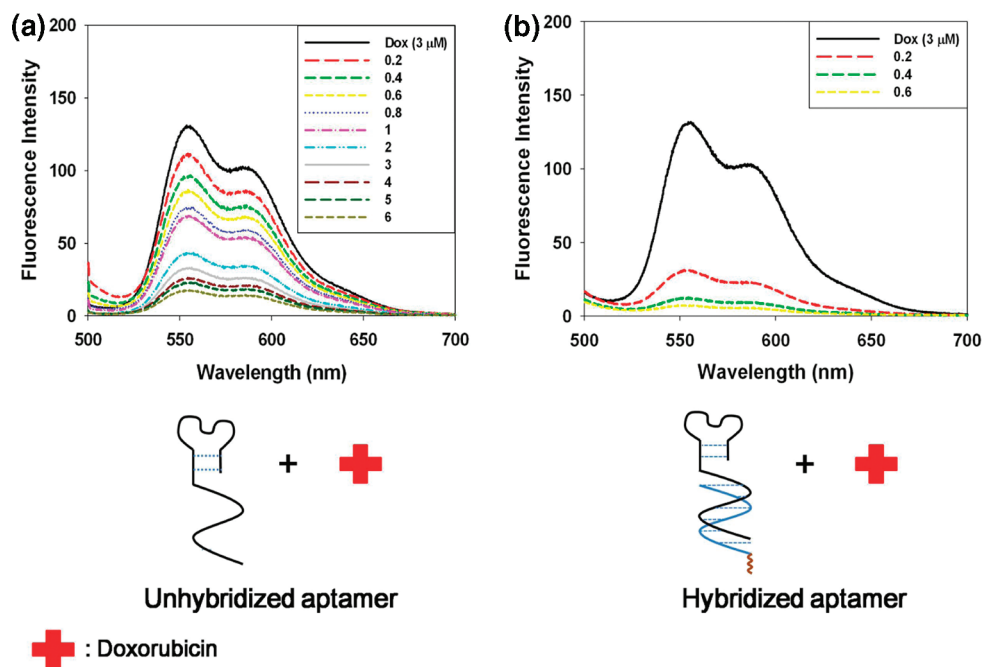 (a)
200
150
100
50
0
Fluorescence Intensity
Dox (3 μM)
0.2
0.4
0.6
0.8
1
2
3
4
5
6
500 550 600 650 700
Wavelength (nm)
+
Unhybridized aptamer
(b)
200
150
100
50
0
Fluorescence Intensity
Dox (3 μM)
0.2
0.4
0.6
500 550 600 650 700
Wavelength (nm)
+
Hybridized aptamer
: Doxorubicin